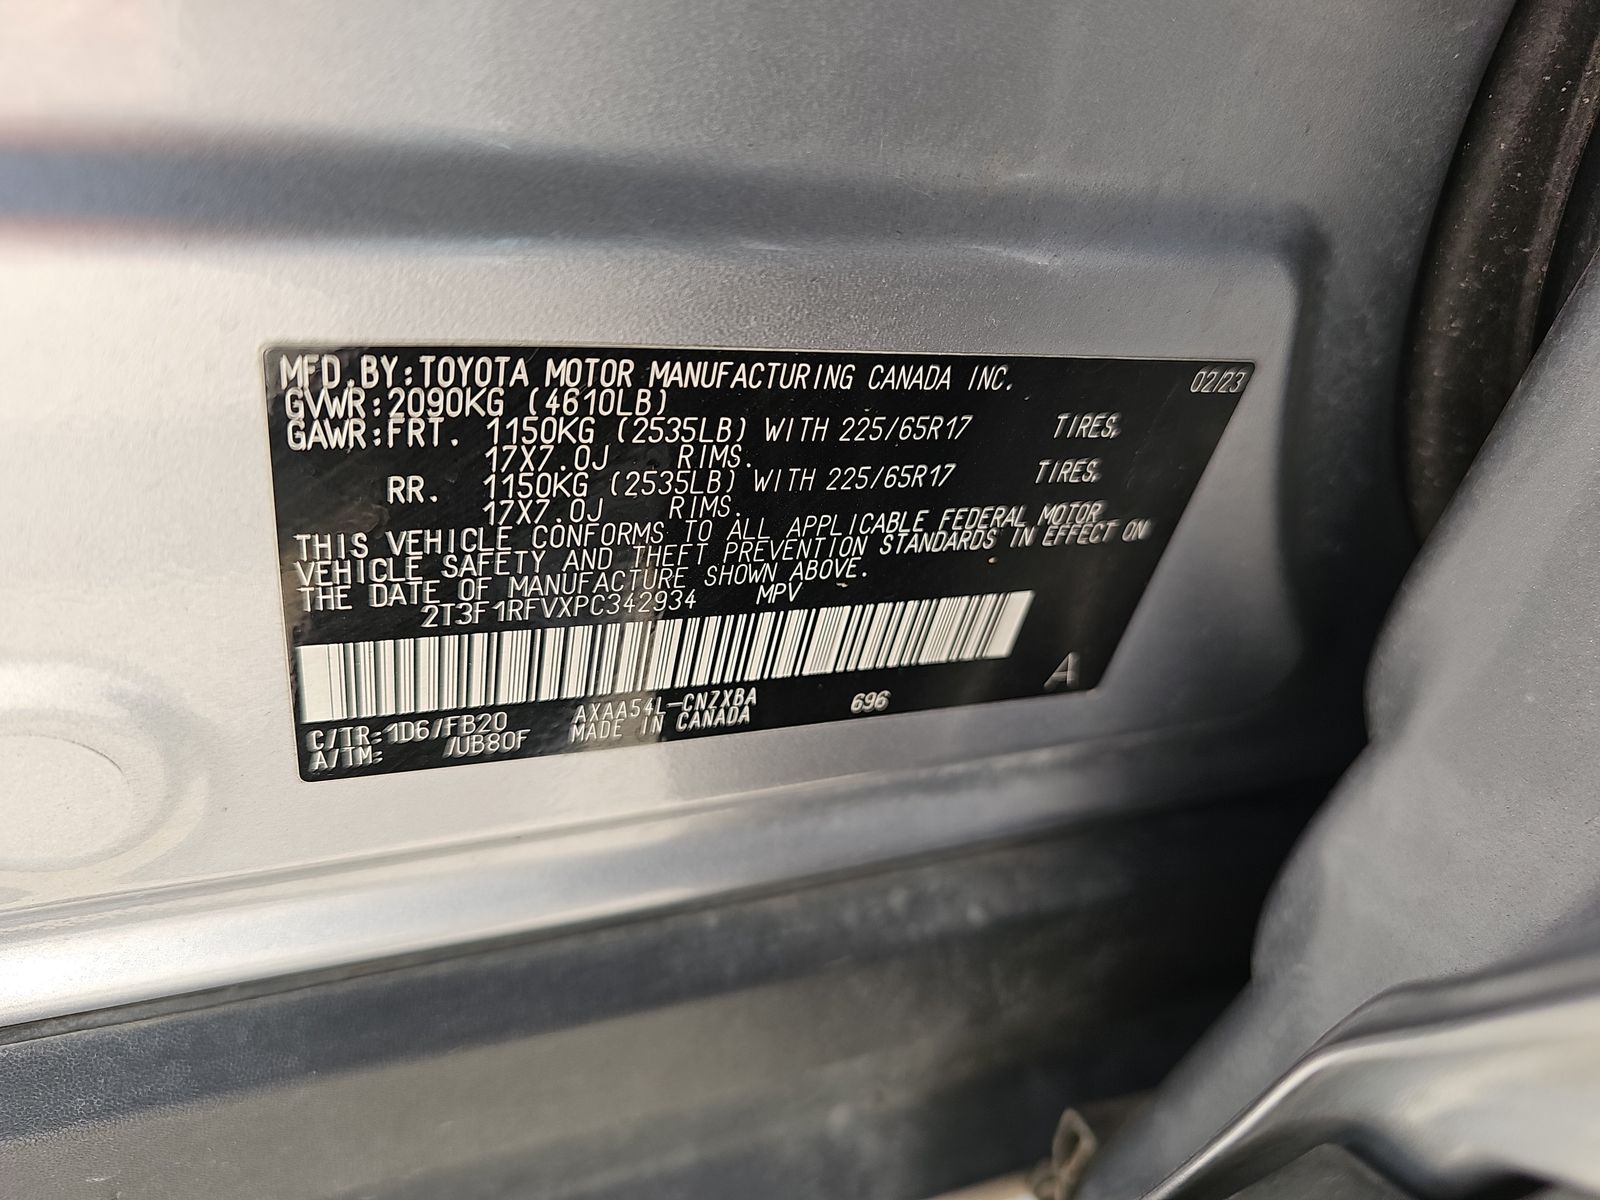 MFD.BY:TOYOTA MOTOR MANUFACTURING CANADA INC. 02/23
GVWR:2090KG (4610LB)
GAWR:FRT. 1150KG (2535LB) WITH 225/65R17 TIRES,
17X7.0J RIMS.
RR. 1150KG (2535LB) WITH 225/65R17 TIRES,
17X7.0J RIMS.
THIS VEHICLE CONFORMS TO ALL APPLICABLE FEDERAL MOTOR
VEHICLE SAFETY AND THEFT PREVENTION STANDARDS IN EFFECT ON
THE DATE OF MANUFACTURE SHOWN ABOVE.
2T3F1RFVXPC342934 MPV
C/TR:1D6/FB20 AXAA54L-CNZXBA 696 A
A/TM: /UB80F MADE IN CANADA